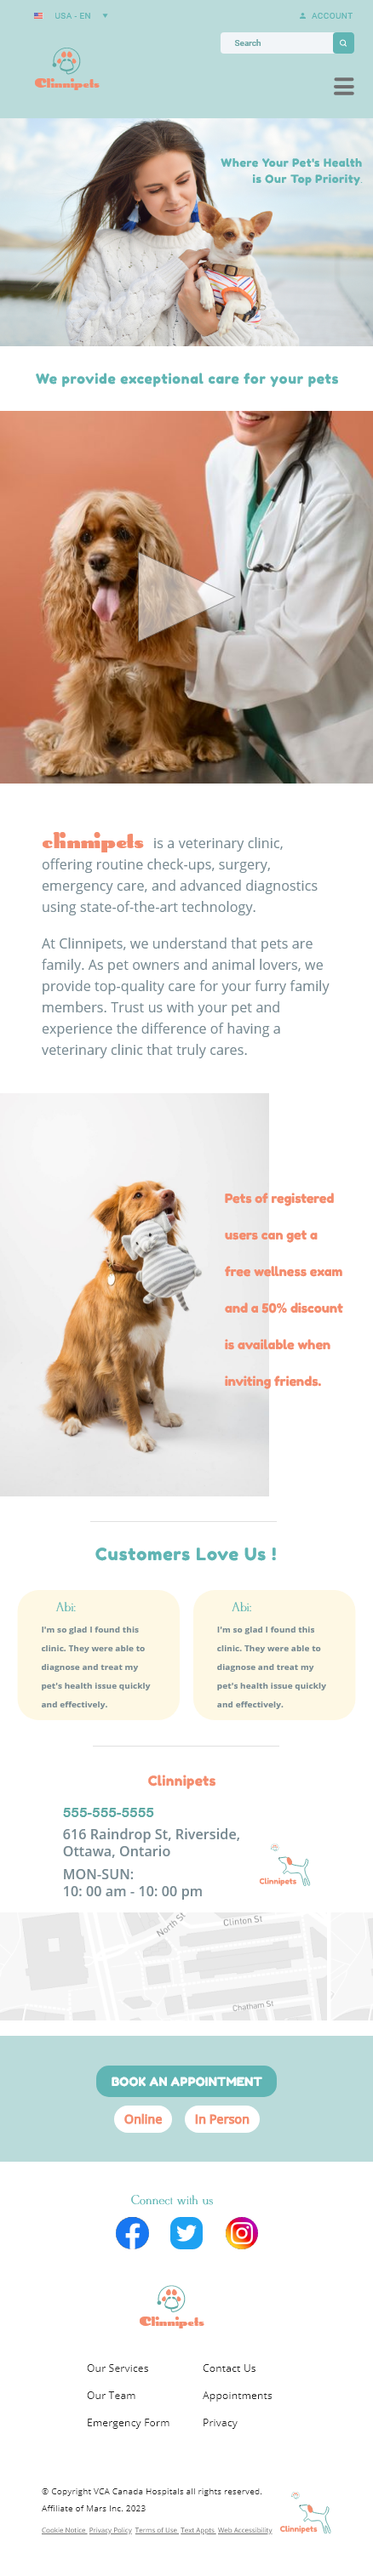 USA - EN
ACCOUNT
Search
Clinnipets
Where Your Pet's Health
is Our Top Priority.
We provide exceptional care for your pets
clinnipets is a veterinary clinic,
offering routine check-ups, surgery,
emergency care, and advanced diagnostics
using state-of-the-art technology.
At Clinnipets, we understand that pets are
family. As pet owners and animal lovers, we
provide top-quality care for your furry family
members. Trust us with your pet and
experience the difference of having a
veterinary clinic that truly cares.
Pets of registered
users can get a
free wellness exam
and a 50% discount
is available when
inviting friends.
Customers Love Us !
Abi:
I'm so glad I found this
clinic. They were able to
diagnose and treat my
pet's health issue quickly
and effectively.
Abi:
I'm so glad I found this
clinic. They were able to
diagnose and treat my
pet's health issue quickly
and effectively.
Clinnipets
555-555-5555
616 Raindrop St, Riverside,
Ottawa, Ontario
MON-SUN:
10: 00 am - 10: 00 pm
Clinnipets
North St
Clinton St
Chatham St
BOOK AN APPOINTMENT
Online
In Person
Connect with us
Clinnipets
Our Services
Contact Us
Our Team
Appointments
Emergency Form
Privacy
© Copyright VCA Canada Hospitals all rights reserved.
Affiliate of Mars Inc. 2023
Cookie Notice Privacy Policy Terms of Use Text Appts Web Accessibility
Clinnipets